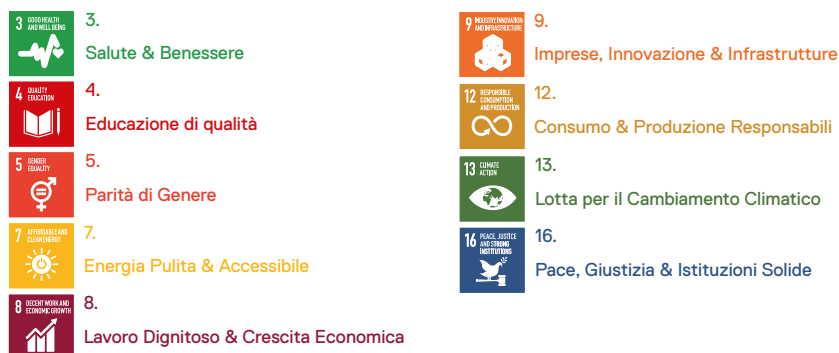 3 GOOD HEALTH
AND WELL BEING
3.
Salute & Benessere
4 QUALITY
EDUCATION
4.
Educazione di qualità
5 GENDER
EQUALITY
5.
Parità di Genere
7 AFFORDABLE AND
CLEAN ENERGY
7.
Energia Pulita & Accessibile
8 DECENT WORK AND
ECONOMIC GROWTH
8.
Lavoro Dignitoso & Crescita Economica
9 INDUSTRY, INNOVATION
AND INFRASTRUCTURE
9.
Imprese, Innovazione & Infrastrutture
12 RESPONSIBLE
CONSUMPTION
AND PRODUCTION
12.
Consumo & Produzione Responsabili
13 CLIMATE
ACTION
13.
Lotta per il Cambiamento Climatico
16 PEACE, JUSTICE
AND STRONG
INSTITUTIONS
16.
Pace, Giustizia & Istituzioni Solide